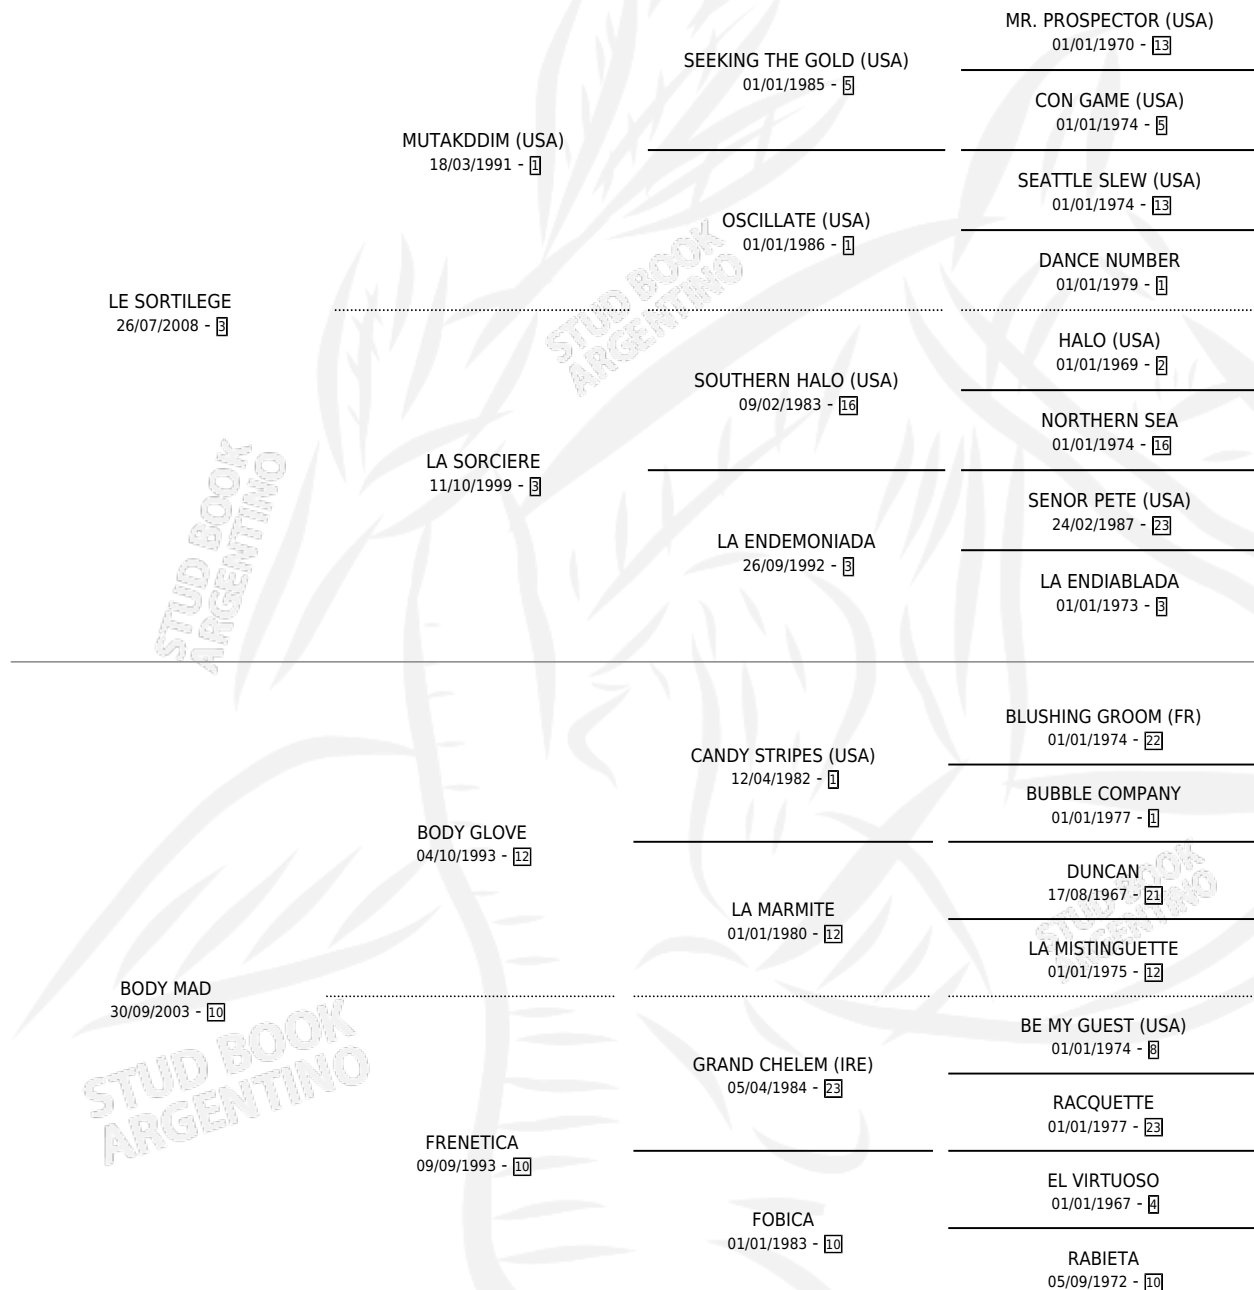 MR. PROSPECTOR (USA)
01/01/1970 - 13
SEEKING THE GOLD (USA)
01/01/1985 - 5
CON GAME (USA)
01/01/1974 - 5
MUTAKDDIM (USA)
18/03/1991 - 1
SEATTLE SLEW (USA)
01/01/1974 - 13
OSCILLATE (USA)
01/01/1986 - 1
DANCE NUMBER
01/01/1979 - 1
LE SORTILEGE
26/07/2008 - 3
HALO (USA)
01/01/1969 - 2
SOUTHERN HALO (USA)
09/02/1983 - 16
NORTHERN SEA
01/01/1974 - 16
LA SORCIERE
11/10/1999 - 3
SENOR PETE (USA)
24/02/1987 - 23
LA ENDEMONIADA
26/09/1992 - 3
LA ENDIABLADA
01/01/1973 - 3
BLUSHING GROOM (FR)
01/01/1974 - 22
CANDY STRIPES (USA)
12/04/1982 - 1
BUBBLE COMPANY
01/01/1977 - 1
BODY GLOVE
04/10/1993 - 12
DUNCAN
17/08/1967 - 21
LA MARMITE
01/01/1980 - 12
LA MISTINGUETTE
01/01/1975 - 12
BODY MAD
30/09/2003 - 10
BE MY GUEST (USA)
01/01/1974 - 8
GRAND CHELEM (IRE)
05/04/1984 - 23
RACQUETTE
01/01/1977 - 23
FRENETICA
09/09/1993 - 10
EL VIRTUOSO
01/01/1967 - 4
FOBICA
01/01/1983 - 10
RABIETA
05/09/1972 - 10
STUD BOOK
ARGENTINO
STUD BOOK
ARGENTINO
STUD BOOK
ARGENTINO
STUD BOOK
ARGENTINO